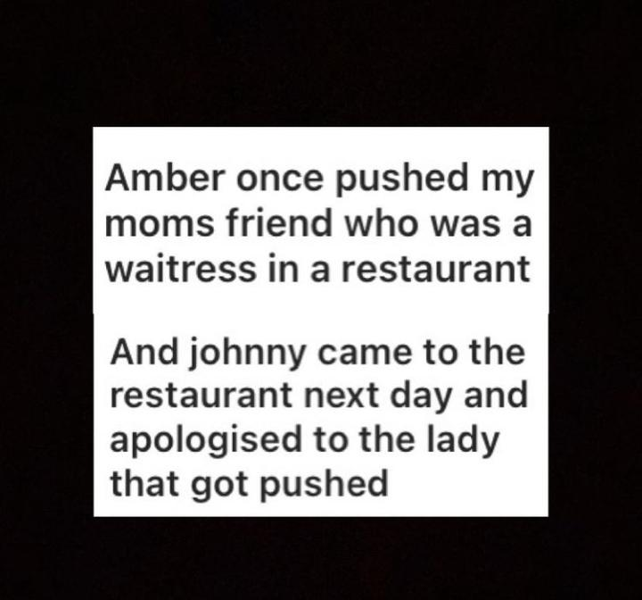 Amber once pushed my
moms friend who was a
waitress in a restaurant
And johnny came to the
restaurant next day and
apologised to the lady
that got pushed